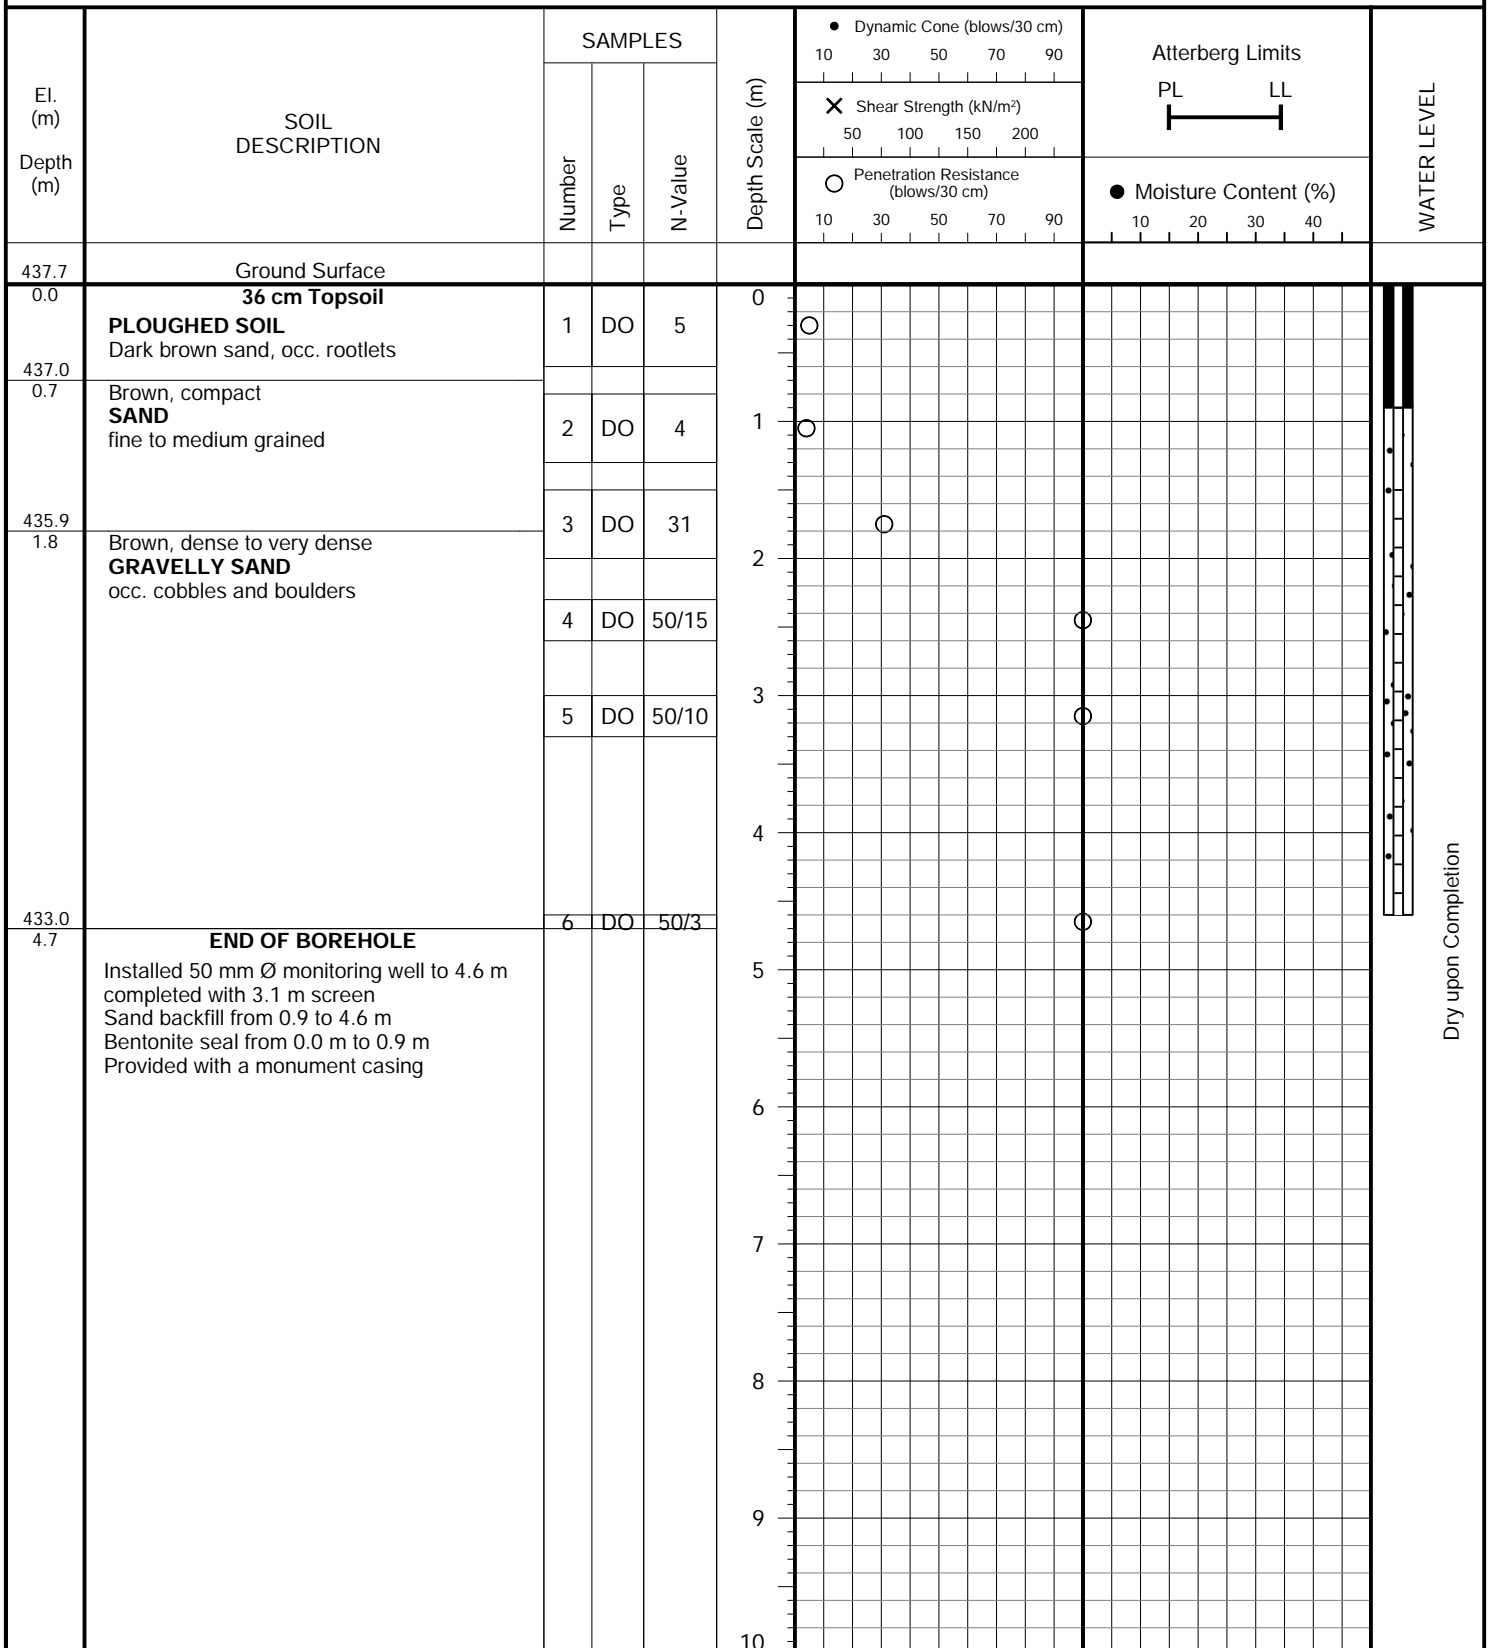 El.
(m)
Depth
(m)
SOIL
DESCRIPTION
SAMPLES
Number
Type
N-Value
Depth Scale (m)
Dynamic Cone (blows/30 cm)
10 30 50 70 90
Shear Strength (kN/m²)
50 100 150 200
Penetration Resistance
(blows/30 cm)
10 30 50 70 90
Atterberg Limits
PL LL
Moisture Content (%)
10 20 30 40
WATER LEVEL
437.7 Ground Surface
0.0 36 cm Topsoil
PLOUGHED SOIL
Dark brown sand, occ. rootlets
1 DO 5
437.0
0.7 Brown, compact
SAND
fine to medium grained
2 DO 4
435.9
1.8 Brown, dense to very dense
GRAVELLY SAND
occ. cobbles and boulders
3 DO 31
4 DO 50/15
5 DO 50/10
6 DO 50/3
433.0
4.7 END OF BOREHOLE
Installed 50 mm Ø monitoring well to 4.6 m
completed with 3.1 m screen
Sand backfill from 0.9 to 4.6 m
Bentonite seal from 0.0 m to 0.9 m
Provided with a monument casing
0
1
2
3
4
5
6
7
8
9
10
Dry upon Completion